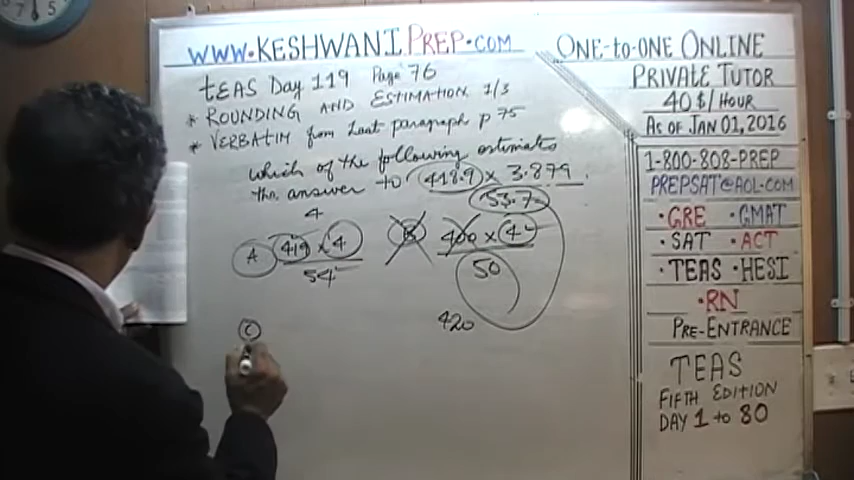 WWW.KESHWANIPREP.COM
TEAS Day 119 Page 76
* ROUNDING AND ESTIMATION 1/3
* VERBATIM from Last paragraph p 75
Which of the following estimates
the answer to 418.9 x 3.879
53.7
4
A 419 x 4
54
B 400 x 4
50
420
C
ONE-TO-ONE ONLINE
PRIVATE TUTOR
40 $/HOUR
AS OF JAN 01, 2016
1-800-808-PREP
PREPSAT@AOL.COM
• GRE • GMAT
• SAT • ACT
• TEAS • HESI
• RN
PRE-ENTRANCE
TEAS
FIFTH EDITION
DAY 1 to 80
7 6 5